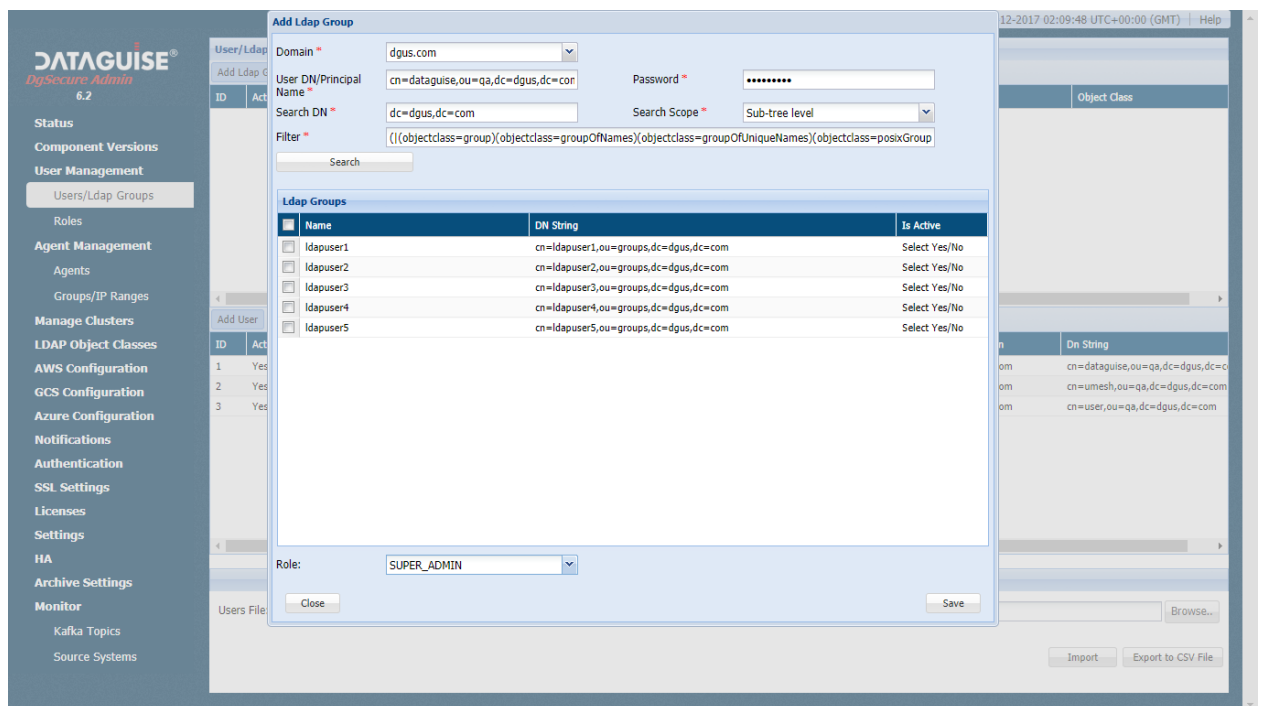 Add Ldap Group
12-2017 02:09:48 UTC+00:00 (GMT) | Help
DATAGUISE®
DgSecure Admin
6.2
Status
Component Versions
User Management
Users/Ldap Groups
Roles
Agent Management
Agents
Groups/IP Ranges
Manage Clusters
LDAP Object Classes
AWS Configuration
GCS Configuration
Azure Configuration
Notifications
Authentication
SSL Settings
Licenses
Settings
HA
Archive Settings
Monitor
Kafka Topics
Source Systems
User/Ldap
Add Ldap G
ID Act
Object Class
Domain * dgus.com
User DN/Principal Name * cn=dataguise,ou=qa,dc=dgus,dc=com Password * •••••••••
Search DN * dc=dgus,dc=com Search Scope * Sub-tree level
Filter * (|(objectclass=group)(objectclass=groupOfNames)(objectclass=groupOfUniqueNames)(objectclass=posixGroup
Search
Ldap Groups
Name DN String Is Active
ldapuser1 cn=ldapuser1,ou=groups,dc=dgus,dc=com Select Yes/No
ldapuser2 cn=ldapuser2,ou=groups,dc=dgus,dc=com Select Yes/No
ldapuser3 cn=ldapuser3,ou=groups,dc=dgus,dc=com Select Yes/No
ldapuser4 cn=ldapuser4,ou=groups,dc=dgus,dc=com Select Yes/No
ldapuser5 cn=ldapuser5,ou=groups,dc=dgus,dc=com Select Yes/No
Role: SUPER_ADMIN
Close Save
Add User
ID Act n Dn String
1 Yes om cn=dataguise,ou=qa,dc=dgus,dc=c
2 Yes om cn=umesh,ou=qa,dc=dgus,dc=com
3 Yes om cn=user,ou=qa,dc=dgus,dc=com
Users File: Browse..
Import Export to CSV File